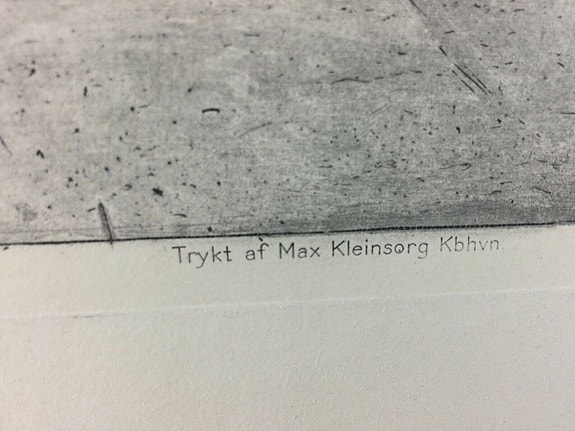 Trykt af Max Kleinsorg Kbhvn.